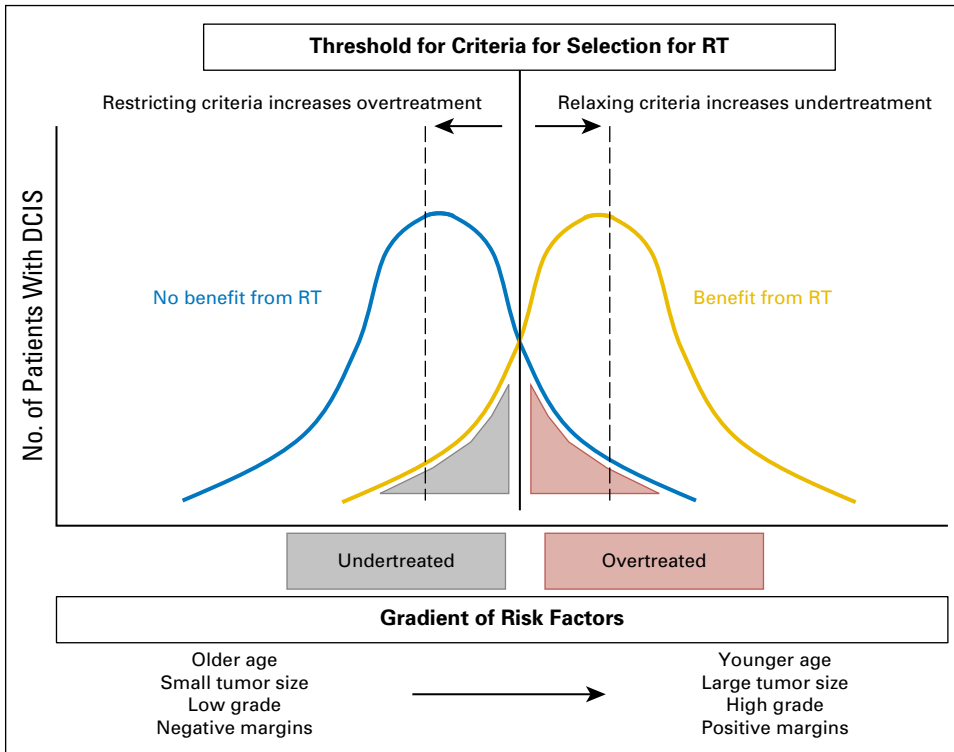 Threshold for Criteria for Selection for RT
Restricting criteria increases overtreatment
Relaxing criteria increases undertreatment
No. of Patients With DCIS
No benefit from RT
Benefit from RT
Undertreated
Overtreated
Gradient of Risk Factors
Older age
Small tumor size
Low grade
Negative margins
Younger age
Large tumor size
High grade
Positive margins